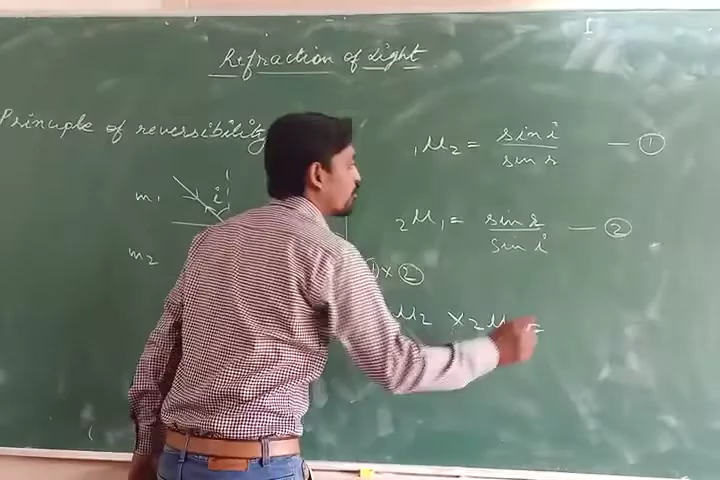 Refraction of Light
Principle of reversibility
₁μ₂ = sin i / sin r — ①
m₁
i
₂μ₁ = sin r / sin i — ②
m₂
① × ②
μ₂ × ₂μ₁ =